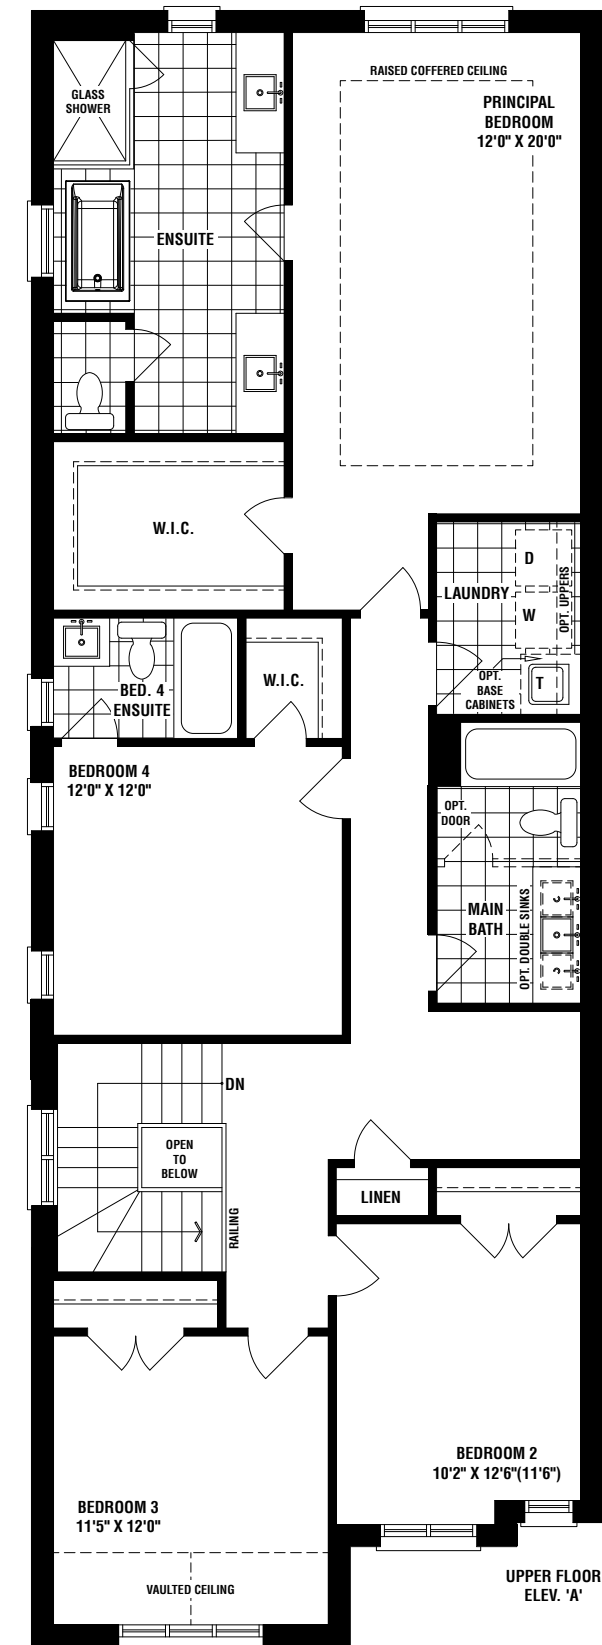 RAISED COFFERED CEILING
GLASS
SHOWER
PRINCIPAL
BEDROOM
12'0" X 20'0"
ENSUITE
W.I.C.
D
LAUNDRY
W
OPT. UPPERS
OPT.
BASE
CABINETS
T
W.I.C.
BED. 4
ENSUITE
BEDROOM 4
12'0" X 12'0"
OPT.
DOOR
MAIN
BATH
OPT. DOUBLE SINKS
DN
OPEN
TO
BELOW
RAILING
LINEN
BEDROOM 2
10'2" X 12'6"(11'6")
BEDROOM 3
11'5" X 12'0"
VAULTED CEILING
UPPER FLOOR
ELEV. 'A'